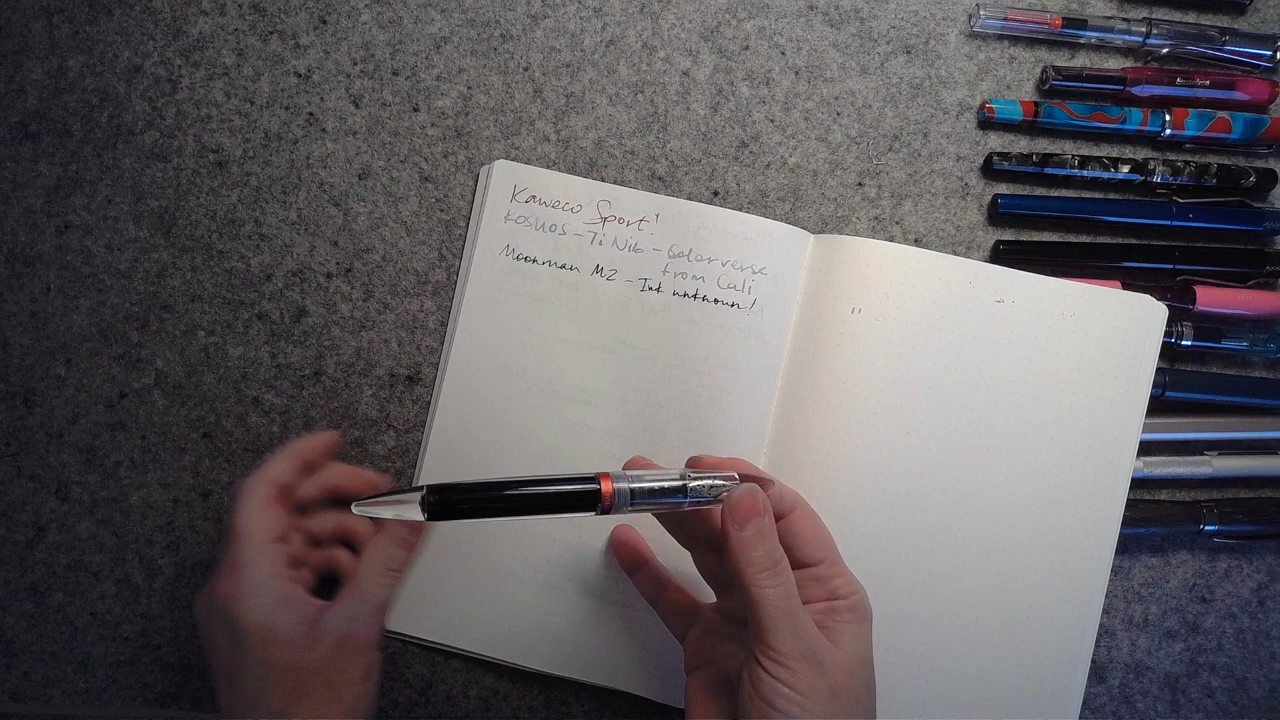 Kaweco Sport!
KOSMOS - Ti Nib - Colorverse
from Cali
Moonman M2 - Ink unknown!